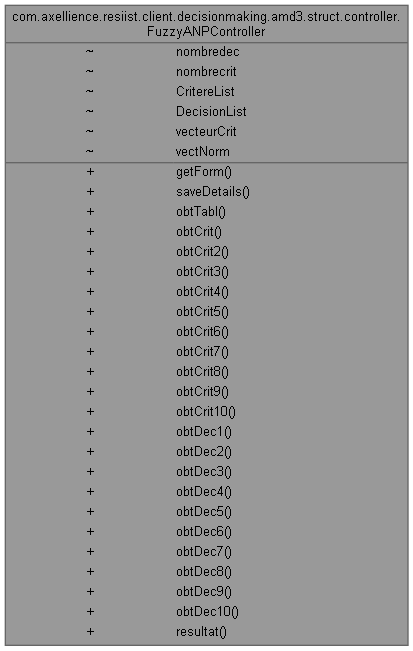 com.axellience.resiist.client.decisionmaking.amd3.struct.controller.
FuzzyANPController
~ nombredec
~ nombrecrit
~ CritereList
~ DecisionList
~ vecteurCrit
~ vectNorm
+ getForm()
+ saveDetails()
+ obtTabl()
+ obtCrit()
+ obtCrit2()
+ obtCrit3()
+ obtCrit4()
+ obtCrit5()
+ obtCrit6()
+ obtCrit7()
+ obtCrit8()
+ obtCrit9()
+ obtCrit10()
+ obtDec1()
+ obtDec2()
+ obtDec3()
+ obtDec4()
+ obtDec5()
+ obtDec6()
+ obtDec7()
+ obtDec8()
+ obtDec9()
+ obtDec10()
+ resultat()